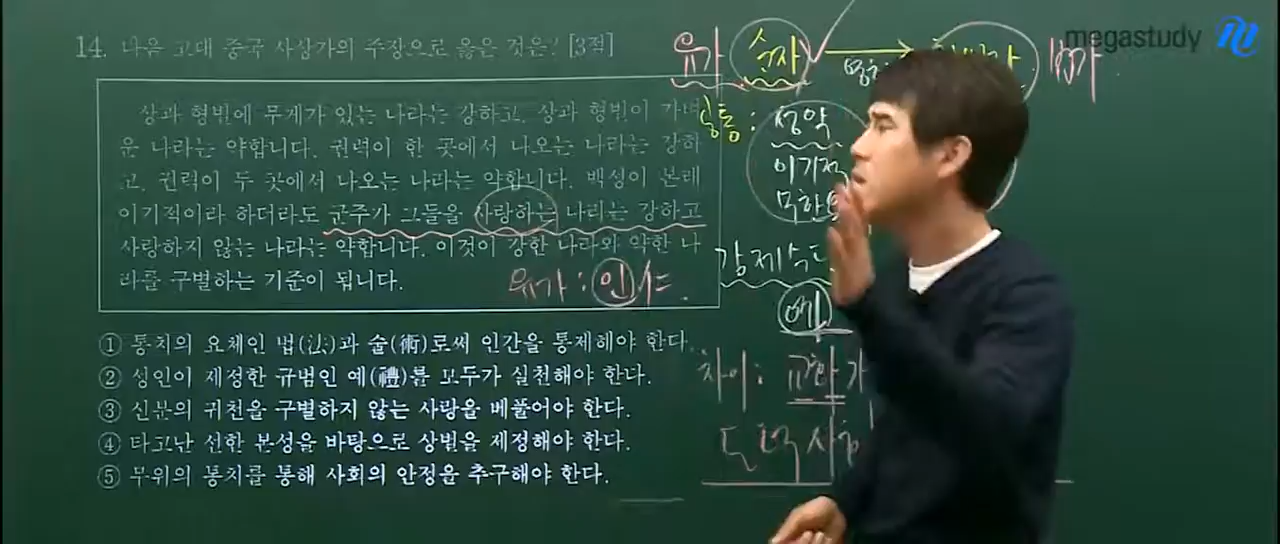 14. 다음 고대 중국 사상가의 주장으로 옳은 것은? [3점]
상과 형벌에 무게가 있는 나라는 강하고, 상과 형벌이 가벼
운 나라는 약합니다. 권력이 한 곳에서 나오는 나라는 강하
고, 권력이 두 곳에서 나오는 나라는 약합니다. 백성이 본래
이기적이라 하더라도 군주가 그들을 사랑하는 나라는 강하고
사랑하지 않는 나라는 약합니다. 이것이 강한 나라와 약한 나
라를 구별하는 기준이 됩니다.
유가 : 인 仁.
① 통치의 요체인 법(法)과 술(術)로써 인간을 통제해야 한다.
② 성인이 제정한 규범인 예(禮)를 모두가 실천해야 한다.
③ 신분의 귀천을 구별하지 않는 사랑을 베풀어야 한다.
④ 타고난 선한 본성을 바탕으로 상벌을 제정해야 한다.
⑤ 무위의 통치를 통해 사회의 안정을 추구해야 한다.
유가 순자 법가
성악
예
차이 : 교화
도덕
megastudy